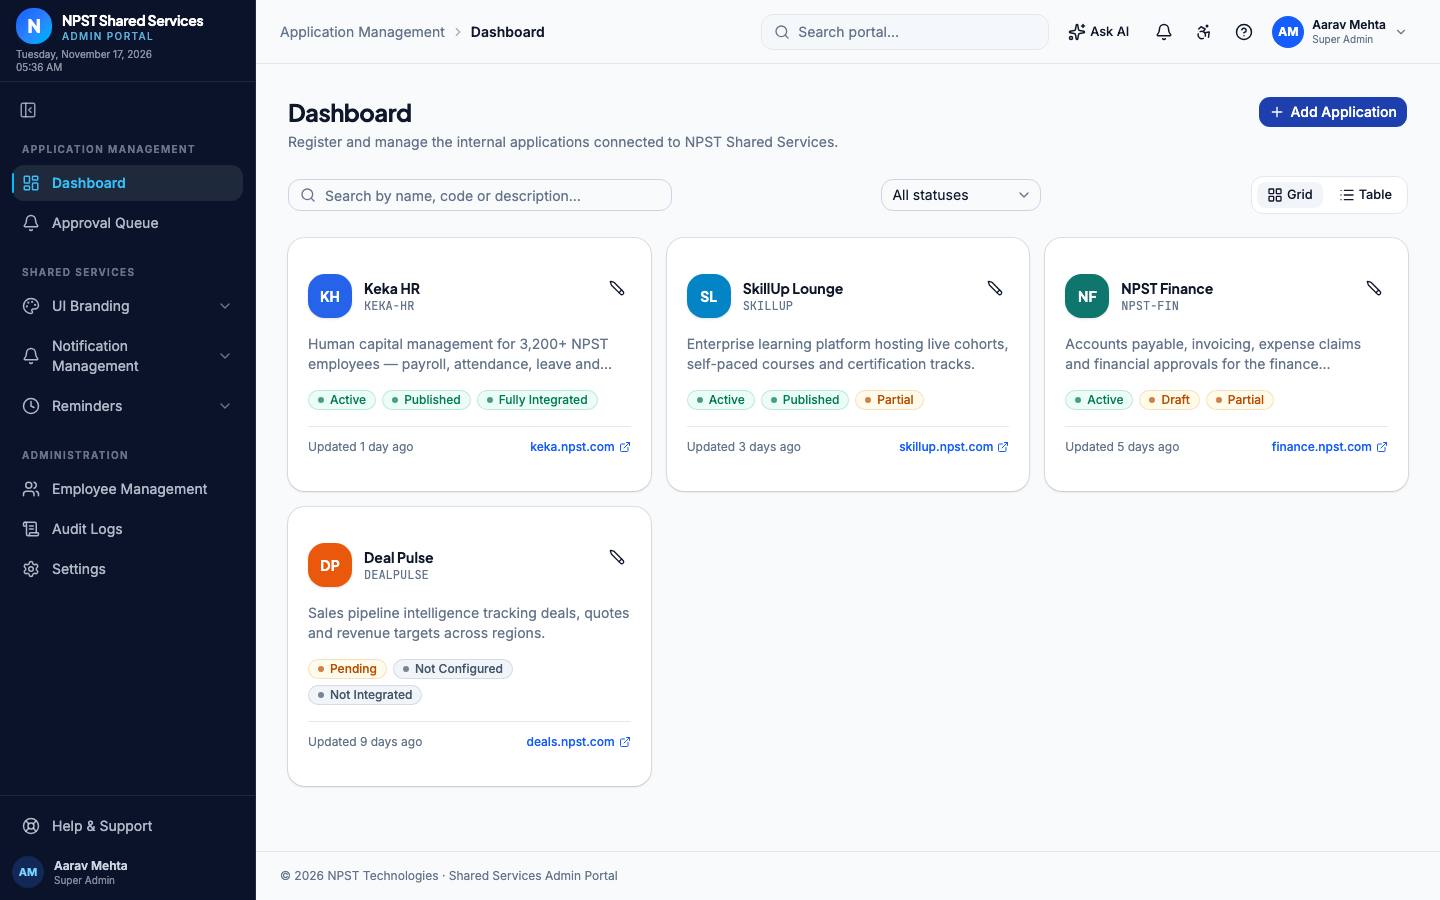 N
NPST Shared Services
ADMIN PORTAL
Tuesday, November 17, 2026
05:36 AM
APPLICATION MANAGEMENT
Dashboard
Approval Queue
SHARED SERVICES
UI Branding
Notification
Management
Reminders
ADMINISTRATION
Employee Management
Audit Logs
Settings
Help & Support
AM
Aarav Mehta
Super Admin
Application Management
Dashboard
Search portal...
Ask AI
AM
Aarav Mehta
Super Admin
Dashboard
Register and manage the internal applications connected to NPST Shared Services.
Add Application
Search by name, code or description...
All statuses
Grid
Table
KH
Keka HR
KEKA-HR
Human capital management for 3,200+ NPST
employees — payroll, attendance, leave and...
Active
Published
Fully Integrated
Updated 1 day ago
keka.npst.com
SL
SkillUp Lounge
SKILLUP
Enterprise learning platform hosting live cohorts,
self-paced courses and certification tracks.
Active
Published
Partial
Updated 3 days ago
skillup.npst.com
NF
NPST Finance
NPST-FIN
Accounts payable, invoicing, expense claims
and financial approvals for the finance...
Active
Draft
Partial
Updated 5 days ago
finance.npst.com
DP
Deal Pulse
DEALPULSE
Sales pipeline intelligence tracking deals, quotes
and revenue targets across regions.
Pending
Not Configured
Not Integrated
Updated 9 days ago
deals.npst.com
© 2026 NPST Technologies · Shared Services Admin Portal